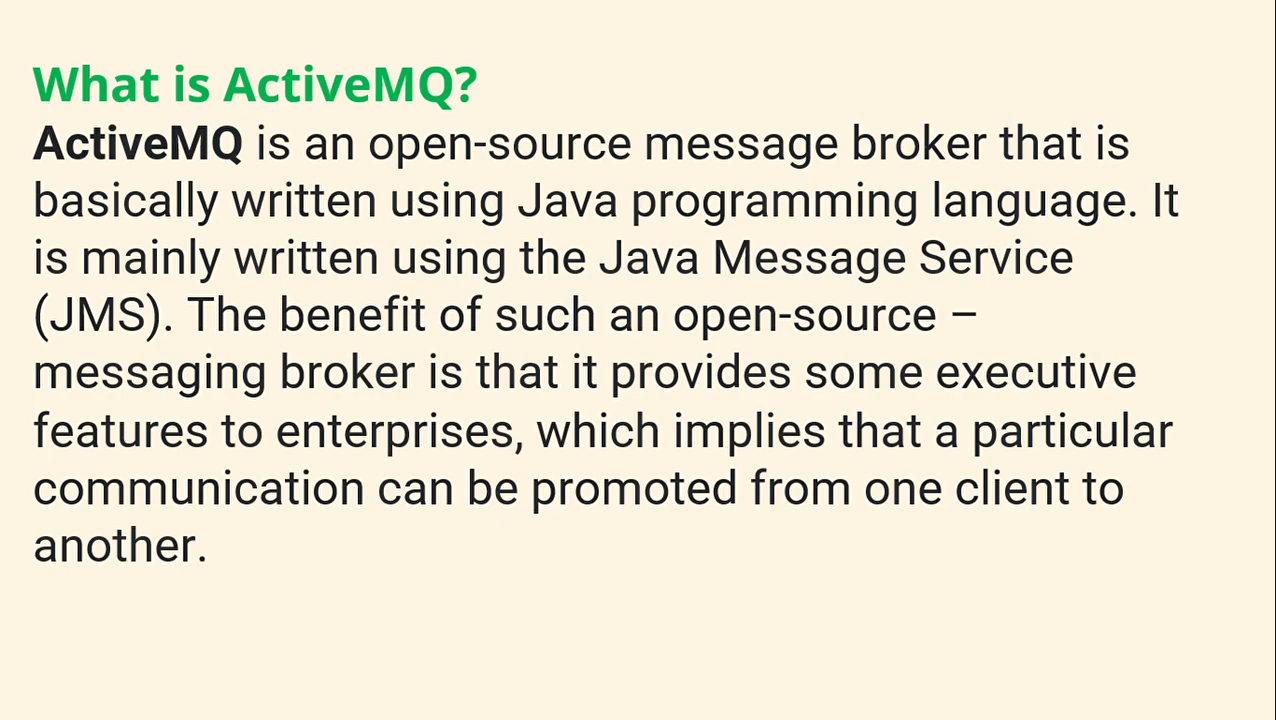 What is ActiveMQ?
ActiveMQ is an open-source message broker that is
basically written using Java programming language. It
is mainly written using the Java Message Service
(JMS). The benefit of such an open-source –
messaging broker is that it provides some executive
features to enterprises, which implies that a particular
communication can be promoted from one client to
another.